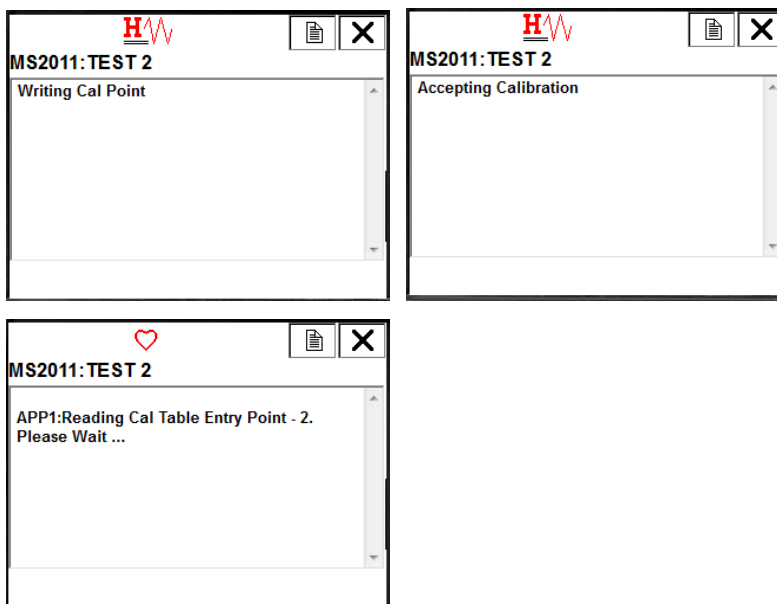 H
MS2011:TEST 2
Writing Cal Point
H
MS2011:TEST 2
Accepting Calibration
MS2011:TEST 2
APP1:Reading Cal Table Entry Point - 2.
Please Wait ...